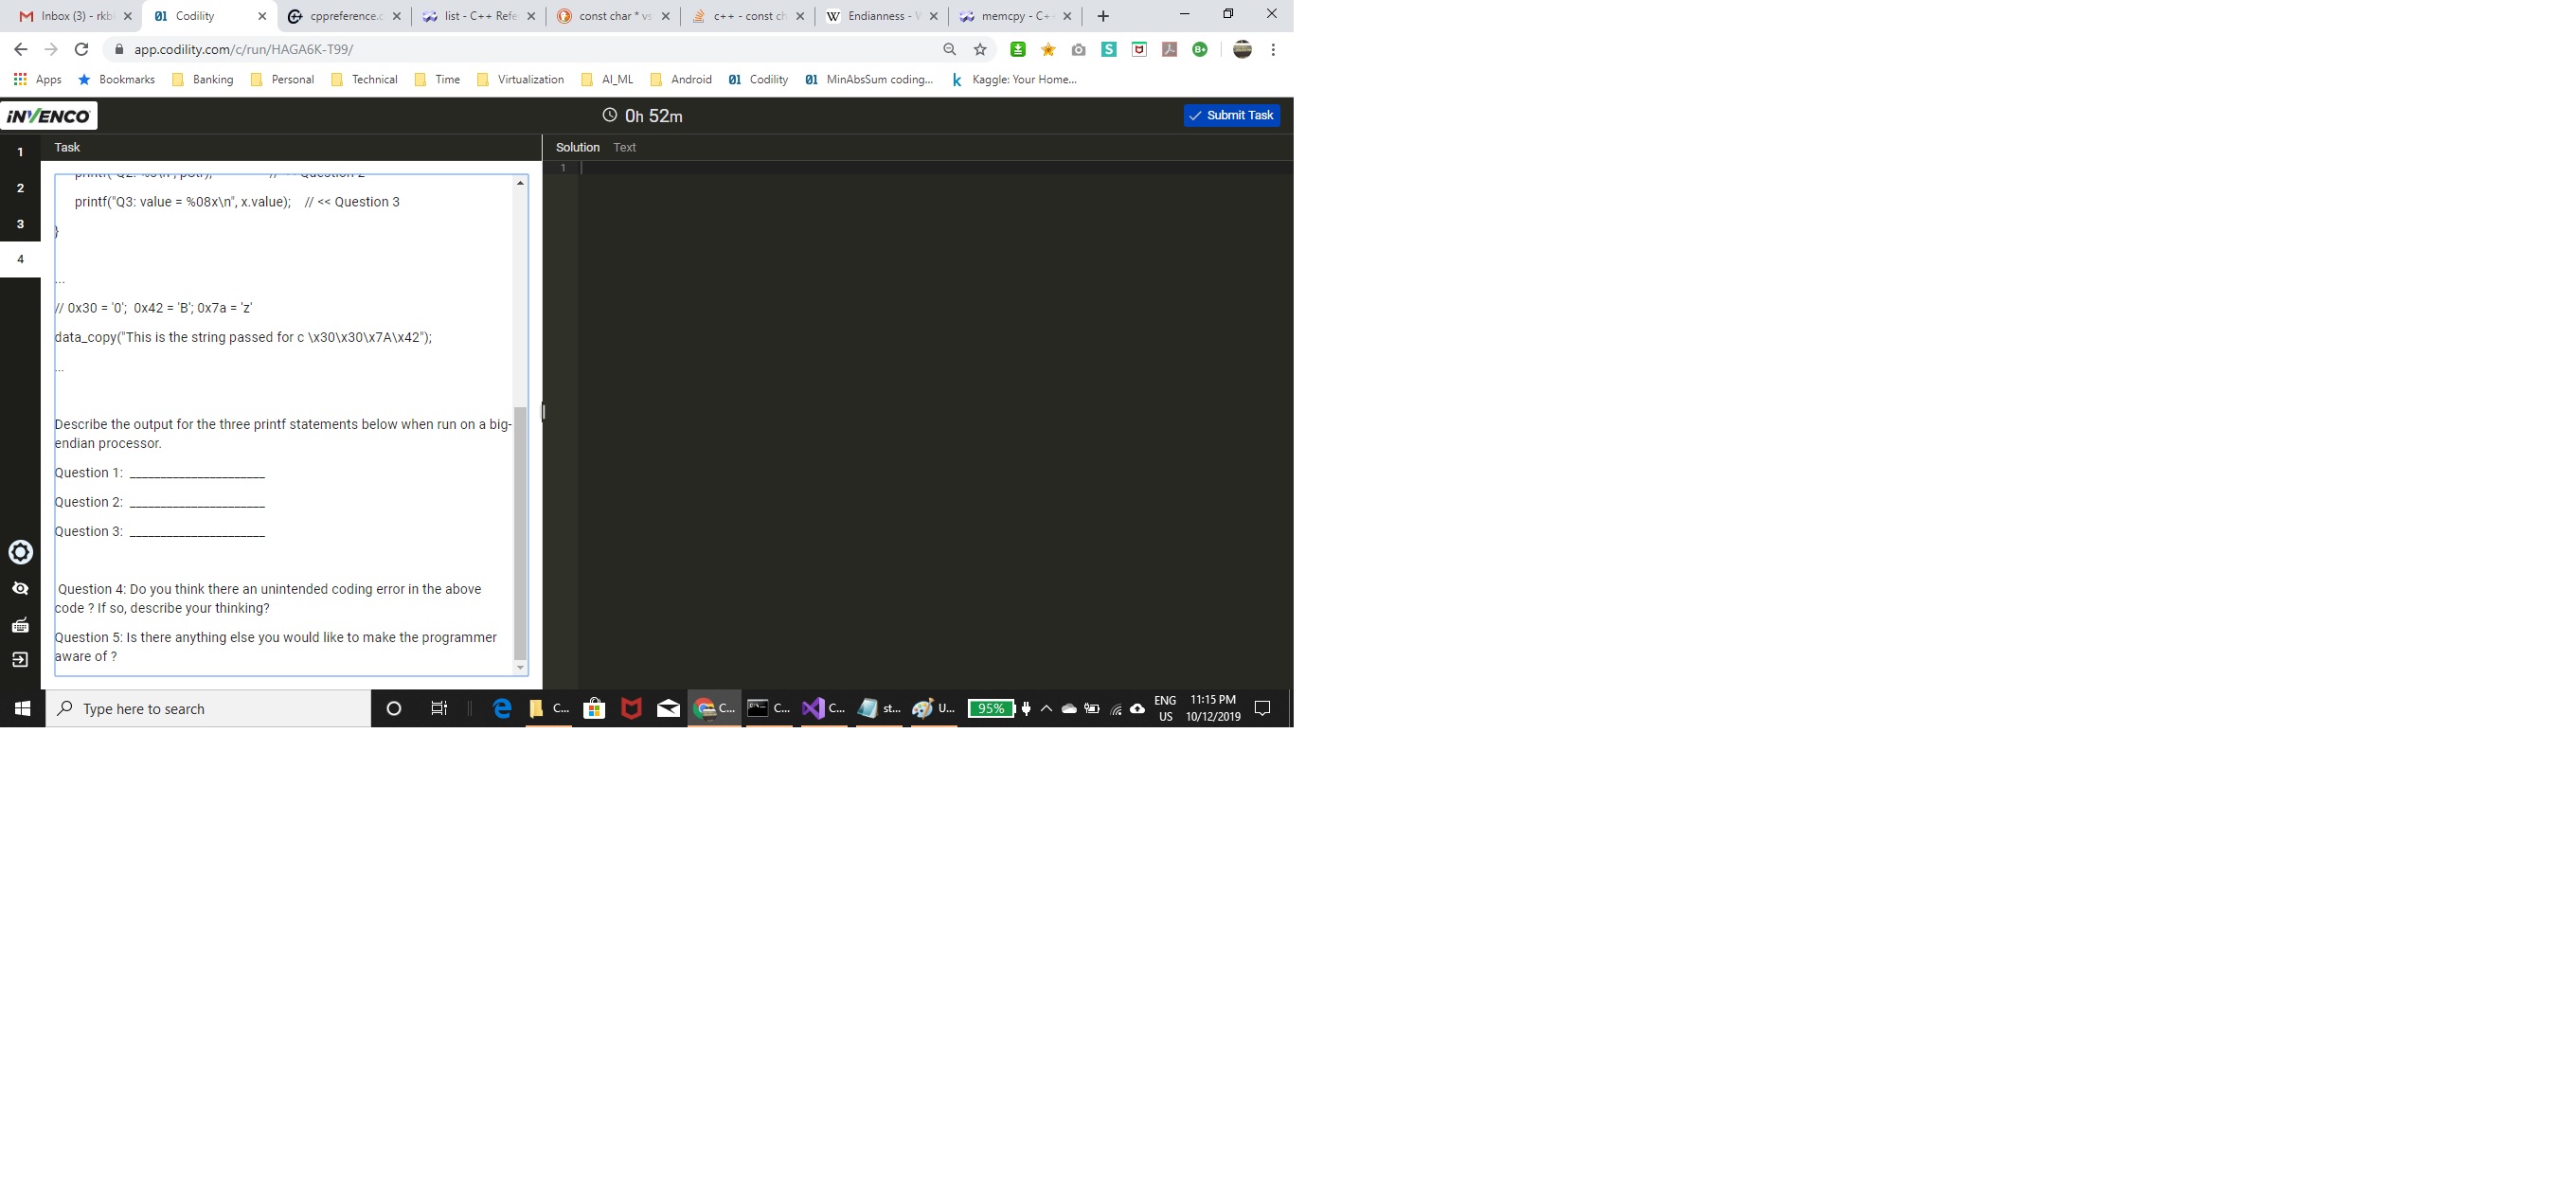 Inbox (3) - rkb
Codility
cppreference.c
list - C++ Refe
const char * vs
c++ - const ch
Endianness - W
memcpy - C+
app.codility.com/c/run/HAGA6K-T99/
Apps
Bookmarks
Banking
Personal
Technical
Time
Virtualization
AI_ML
Android
Codility
MinAbsSum coding...
Kaggle: Your Home...
iNVENCO
0h 52m
Submit Task
1
2
3
4
Task
printf("Q3: value = %08x\n", x.value); // << Question 3
}
...
// 0x30 = '0'; 0x42 = 'B'; 0x7a = 'z'
data_copy("This is the string passed for c \x30\x30\x7A\x42");
...
Describe the output for the three printf statements below when run on a big-
endian processor.
Question 1: ______________________
Question 2: ______________________
Question 3: ______________________
Question 4: Do you think there an unintended coding error in the above
code ? If so, describe your thinking?
Question 5: Is there anything else you would like to make the programmer
aware of ?
Solution Text
1
Type here to search
C...
C...
C...
C...
st...
U...
95%
ENG
US
11:15 PM
10/12/2019